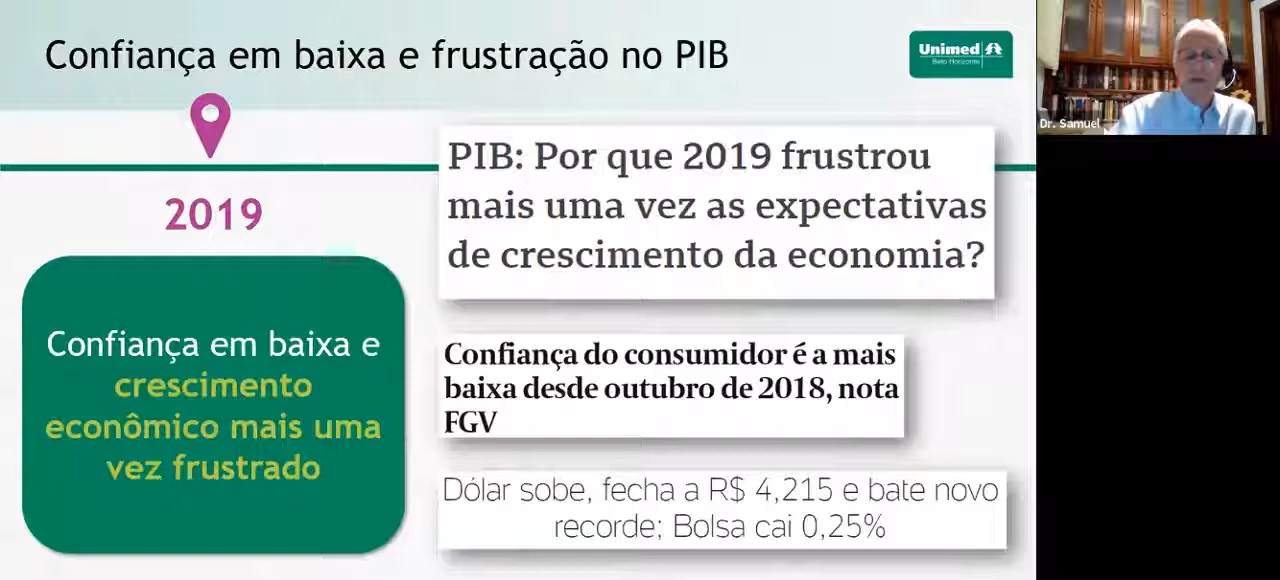 Confiança em baixa e frustração no PIB
Unimed
Belo Horizonte
Dr. Samuel
2019
PIB: Por que 2019 frustrou
mais uma vez as expectativas
de crescimento da economia?
Confiança em baixa e
crescimento
econômico mais uma
vez frustrado
Confiança do consumidor é a mais
baixa desde outubro de 2018, nota
FGV
Dólar sobe, fecha a R$ 4,215 e bate novo
recorde; Bolsa cai 0,25%